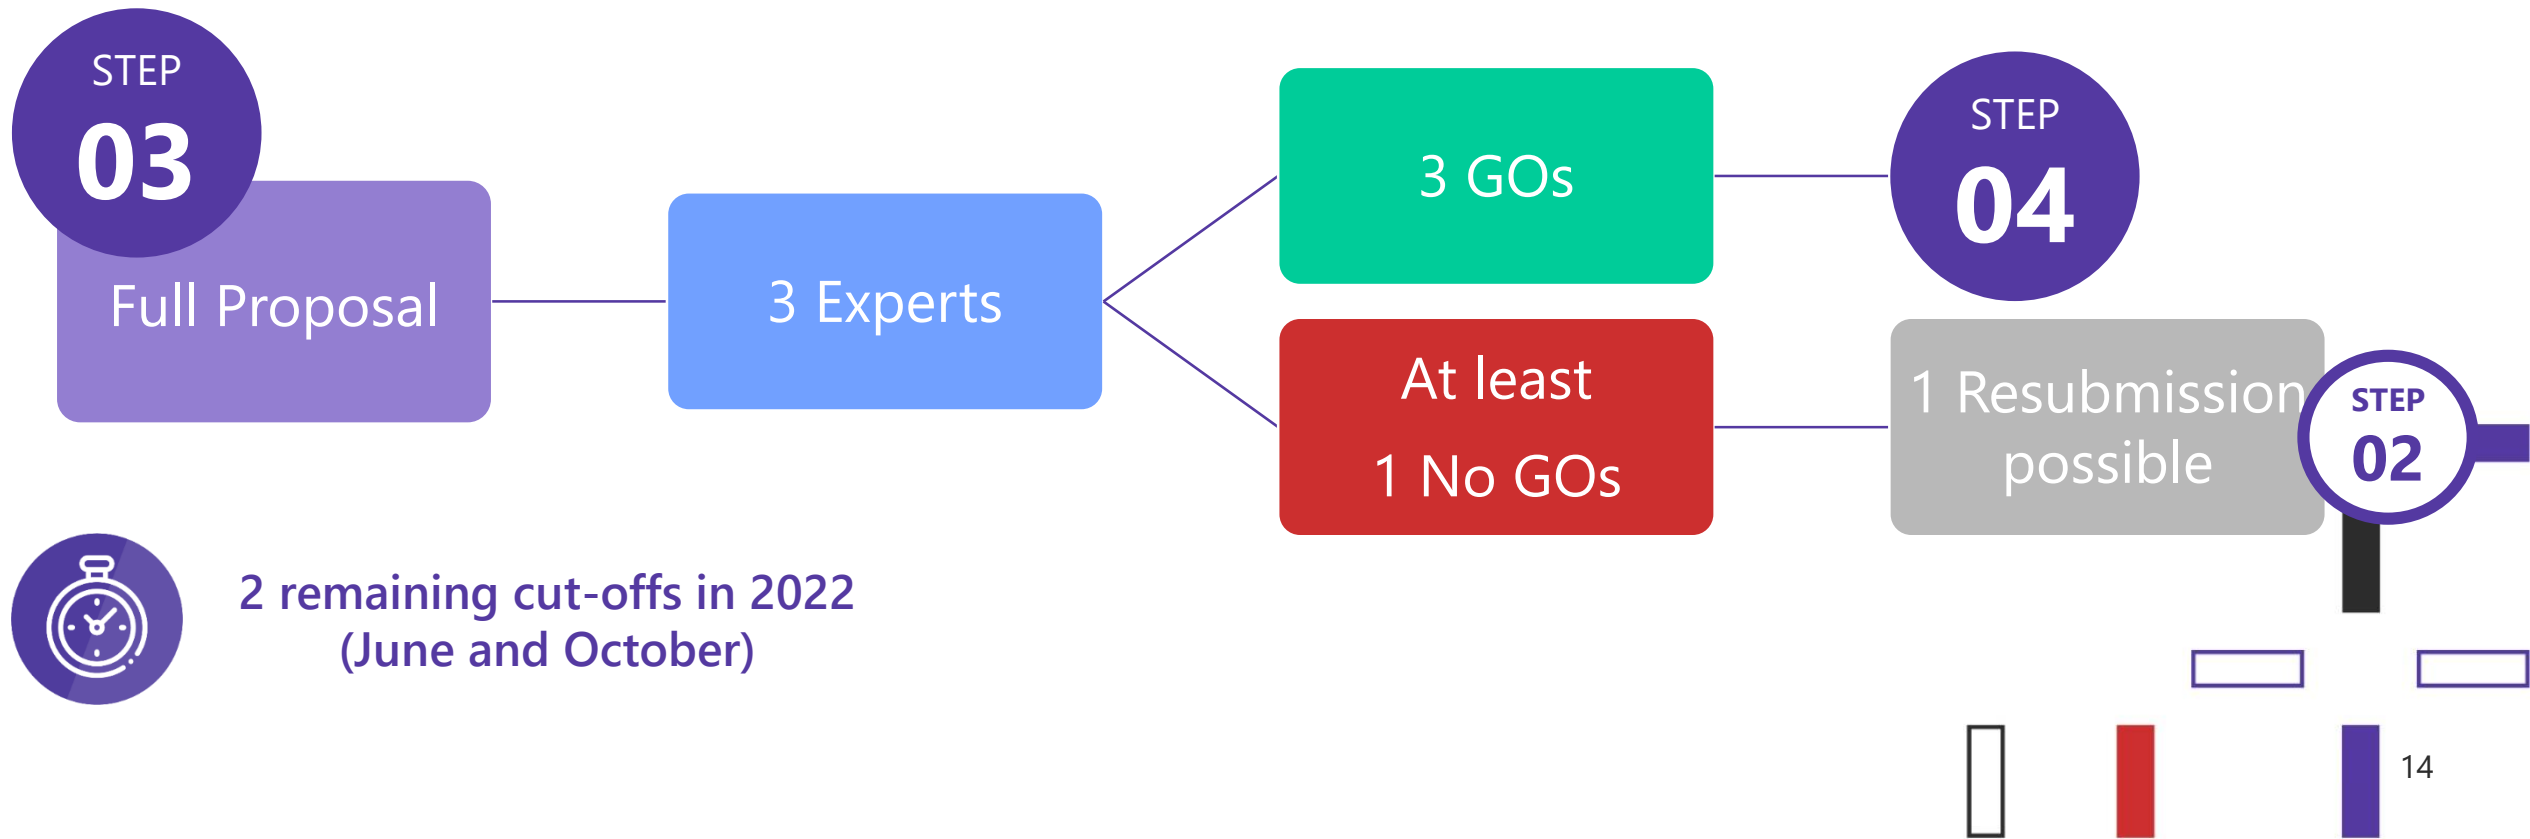 STEP
03
Full Proposal
3 Experts
3 GOs
STEP
04
At least
1 No GOs
1 Resubmission
possible
STEP
02
2 remaining cut-offs in 2022
(June and October)
14